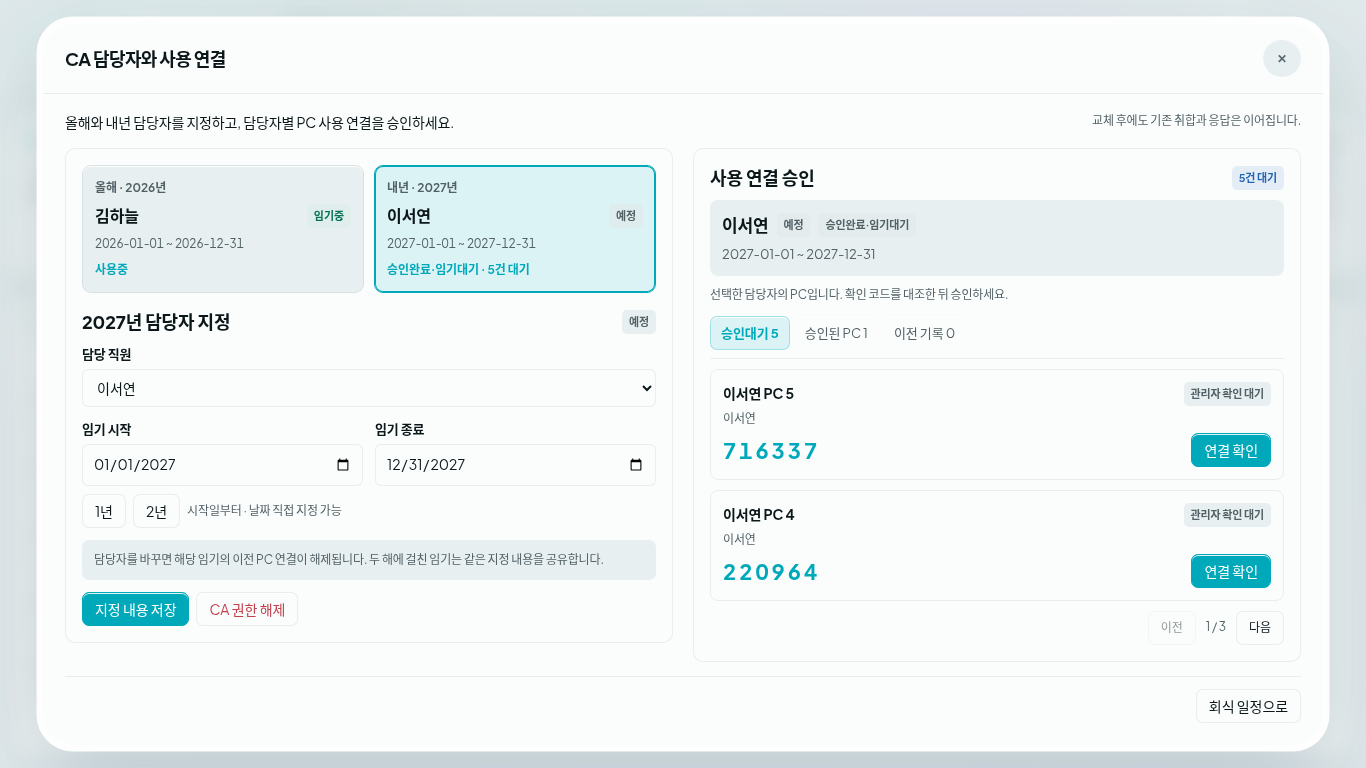 CA 담당자와 사용 연결
×
올해와 내년 담당자를 지정하고, 담당자별 PC 사용 연결을 승인하세요.
교체 후에도 기존 취합과 응답은 이어집니다.
올해 · 2026년
김하늘
임기중
2026-01-01 ~ 2026-12-31
사용중
내년 · 2027년
이서연
예정
2027-01-01 ~ 2027-12-31
승인완료·임기대기 · 5건 대기
2027년 담당자 지정
예정
담당 직원
이서연
임기 시작
임기 종료
01/01/2027
12/31/2027
1년
2년
시작일부터 · 날짜 직접 지정 가능
담당자를 바꾸면 해당 임기의 이전 PC 연결이 해제됩니다. 두 해에 걸친 임기는 같은 지정 내용을 공유합니다.
지정 내용 저장
CA 권한 해제
사용 연결 승인
5건 대기
이서연
예정
승인완료·임기대기
2027-01-01 ~ 2027-12-31
선택한 담당자의 PC입니다. 확인 코드를 대조한 뒤 승인하세요.
승인대기 5
승인된 PC 1
이전 기록 0
이서연 PC 5
관리자 확인 대기
이서연
716337
연결 확인
이서연 PC 4
관리자 확인 대기
이서연
220964
연결 확인
이전
1 / 3
다음
회식 일정으로